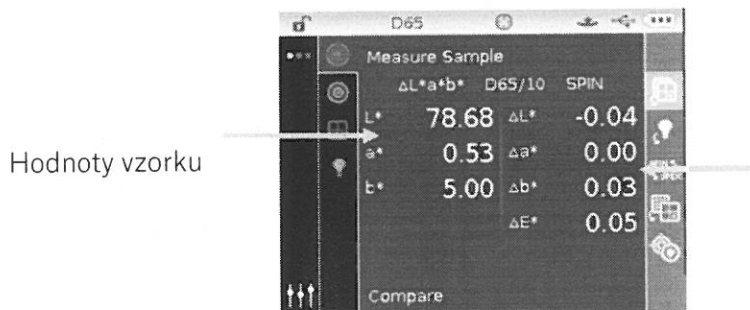 D65
Measure Sample
ΔL*a*b* D65/10 SPIN
L* 78.68 ΔL* -0.04
a* 0.53 Δa* 0.00
Hodnoty vzorku
b* 5.00 Δb* 0.03
ΔE* 0.05
Compare